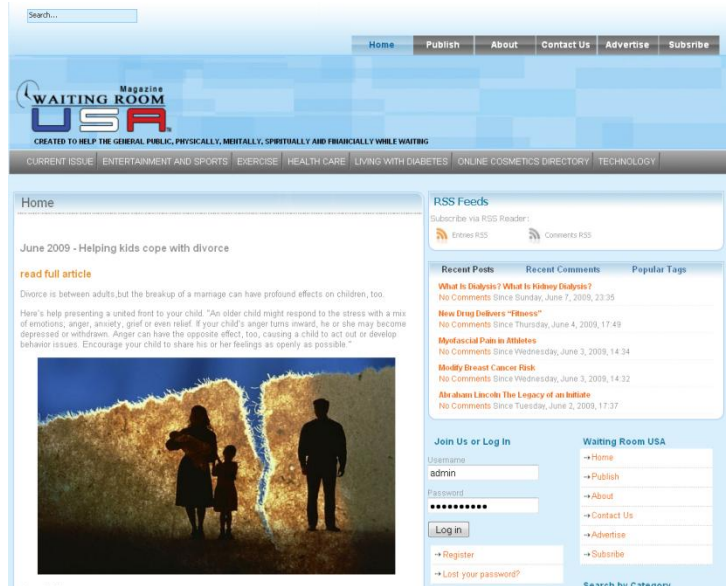 Search...
Home Publish About Contact Us Advertise Subsribe
Magazine
WAITING ROOM
USA
CREATED TO HELP THE GENERAL PUBLIC, PHYSICALLY, MENTALLY, SPIRITUALLY AND FINANCIALLY WHILE WAITING
CURRENT ISSUE ENTERTAINMENT AND SPORTS EXERCISE HEALTH CARE LIVING WITH DIABETES ONLINE COSMETICS DIRECTORY TECHNOLOGY
Home
June 2009 - Helping kids cope with divorce
read full article
Divorce is between adults,but the breakup of a marriage can have profound effects on children, too.
Here's help presenting a united front to your child. "An older child might respond to the stress with a mix
of emotions; anger, anxiety, grief or even relief. If your child's anger turns inward, he or she may become
depressed or withdrawn. Anger can have the opposite effect, too, causing a child to act out or develop
behavior issues. Encourage your child to share his or her feelings as openly as possible."
RSS Feeds
Subscribe via RSS Reader:
Entries RSS Comments RSS
Recent Posts Recent Comments Popular Tags
What Is Dialysis? What Is Kidney Dialysis?
No Comments Since Sunday, June 7, 2009, 23:35
New Drug Delivers “Fitness”
No Comments Since Thursday, June 4, 2009, 17:49
Myofascial Pain in Athletes
No Comments Since Wednesday, June 3, 2009, 14:34
Modify Breast Cancer Risk
No Comments Since Wednesday, June 3, 2009, 14:32
Abraham Lincoln The Legacy of an Initiate
No Comments Since Tuesday, June 2, 2009, 17:37
Join Us or Log In
Username
admin
Password
Log in
Register
Lost your password?
Waiting Room USA
Home
Publish
About
Contact Us
Advertise
Subsribe
Search by Category